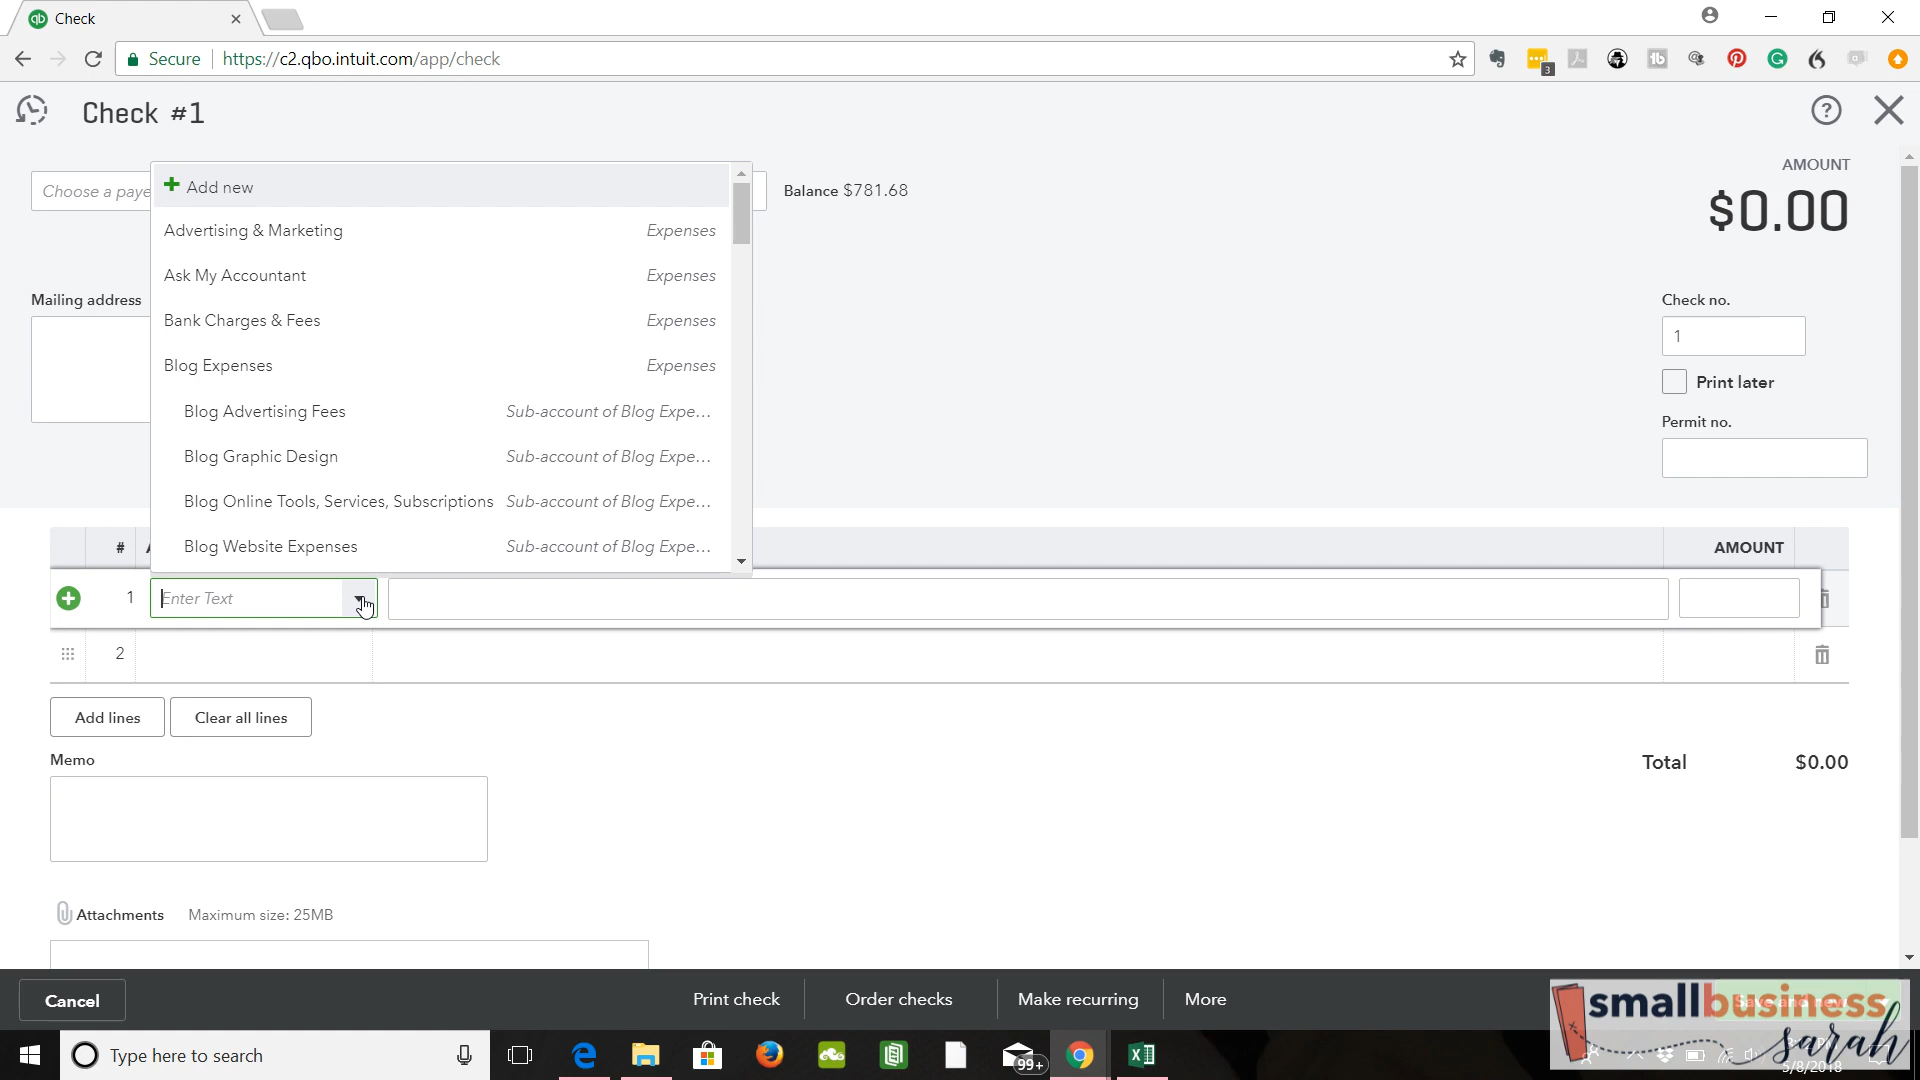 Check
Secure
https://c2.qbo.intuit.com/app/check
3
Check #1
AMOUNT
$0.00
Choose a paye
Balance $781.68
Add new
Advertising & Marketing Expenses
Ask My Accountant Expenses
Bank Charges & Fees Expenses
Blog Expenses Expenses
Blog Advertising Fees Sub-account of Blog Expe...
Blog Graphic Design Sub-account of Blog Expe...
Blog Online Tools, Services, Subscriptions Sub-account of Blog Expe...
Blog Website Expenses Sub-account of Blog Expe...
Mailing address
Check no.
1
Print later
Permit no.
# AMOUNT
1 Enter Text
2
Add lines Clear all lines
Memo
Total $0.00
Attachments Maximum size: 25MB
Cancel Print check Order checks Make recurring More
smallbusiness
sarah
Type here to search
99+
5/8/2018